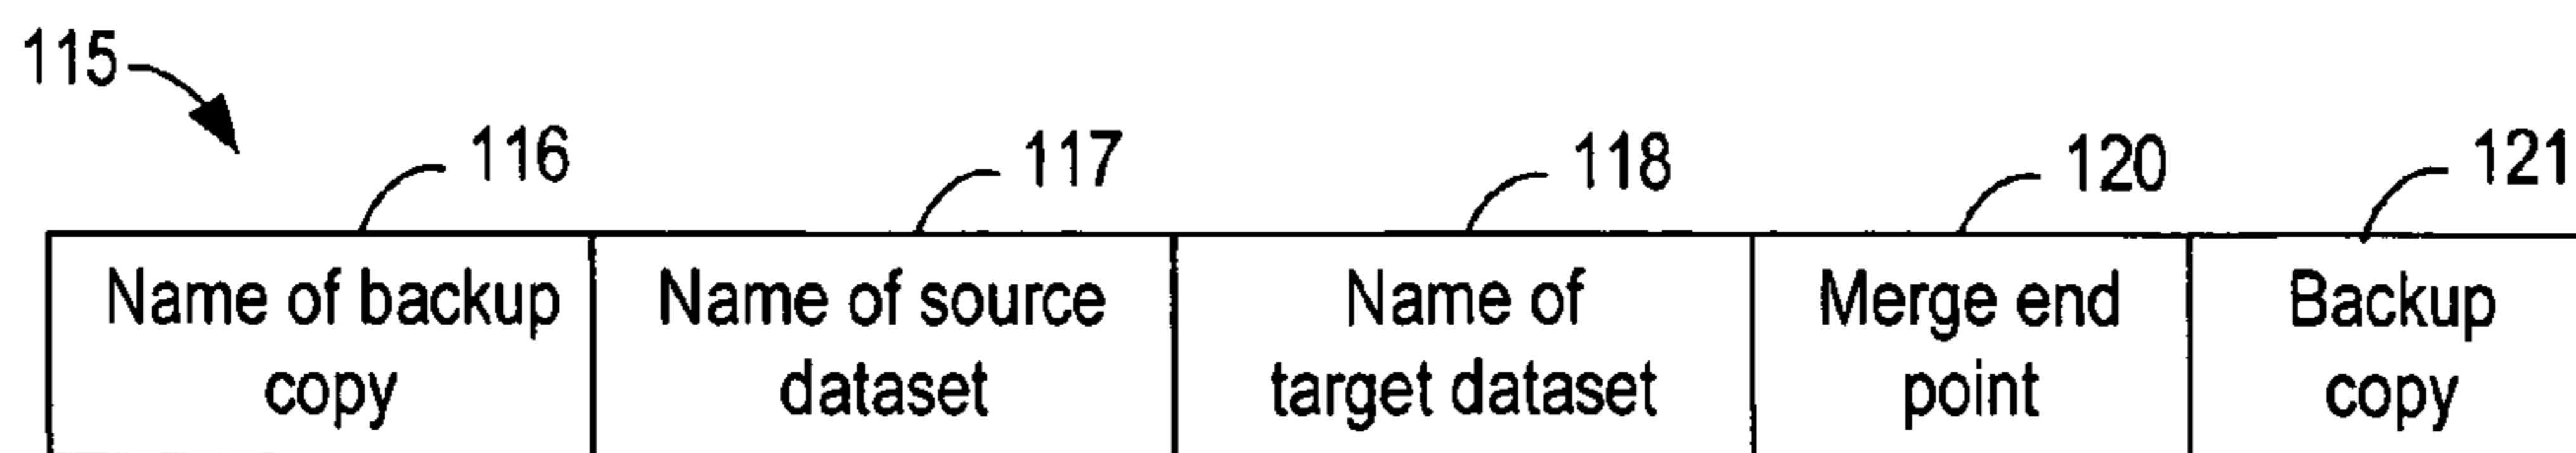 115
116 117 118 120 121
Name of backup copy
Name of source dataset
Name of target dataset
Merge end point
Backup copy